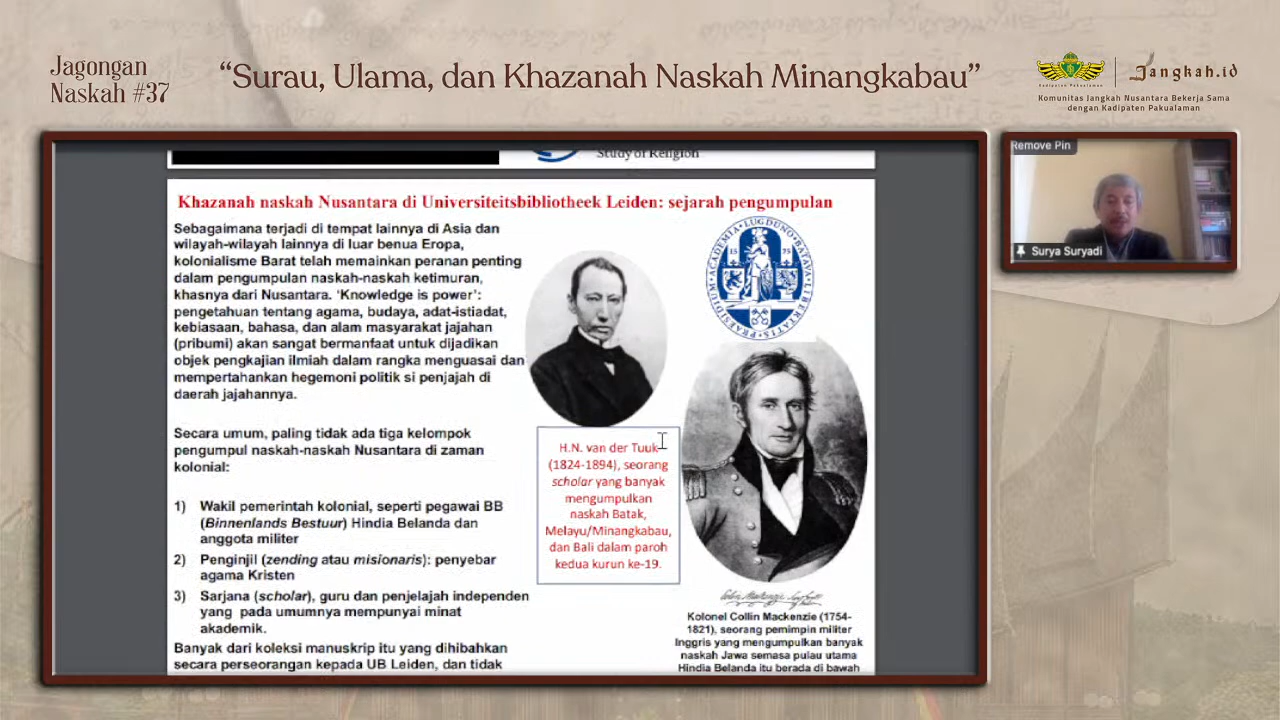 Jagongan
Naskah #37
“Surau, Ulama, dan Khazanah Naskah Minangkabau”
Kadipaten Pakualaman
Jangkah.id
Komunitas Jangkah Nusantara Bekerja Sama
dengan Kadipaten Pakualaman
Study of Religion
Khazanah naskah Nusantara di Universiteitsbibliotheek Leiden: sejarah pengumpulan
Sebagaimana terjadi di tempat lainnya di Asia dan
wilayah-wilayah lainnya di luar benua Eropa,
kolonialisme Barat telah memainkan peranan penting
dalam pengumpulan naskah-naskah ketimuran,
khasnya dari Nusantara. ‘Knowledge is power’:
pengetahuan tentang agama, budaya, adat-istiadat,
kebiasaan, bahasa, dan alam masyarakat jajahan
(pribumi) akan sangat bermanfaat untuk dijadikan
objek pengkajian ilmiah dalam rangka menguasai dan
mempertahankan hegemoni politik si penjajah di
daerah jajahannya.
Secara umum, paling tidak ada tiga kelompok
pengumpul naskah-naskah Nusantara di zaman
kolonial:
1) Wakil pemerintah kolonial, seperti pegawai BB
(Binnenlands Bestuur) Hindia Belanda dan
anggota militer
2) Penginjil (zending atau misionaris): penyebar
agama Kristen
3) Sarjana (scholar), guru dan penjelajah independen
yang pada umumnya mempunyai minat
akademik.
Banyak dari koleksi manuskrip itu yang dihibahkan
secara perseorangan kepada UB Leiden, dan tidak
H.N. van der Tuuk
(1824-1894), seorang
scholar yang banyak
mengumpulkan
naskah Batak,
Melayu/Minangkabau,
dan Bali dalam paroh
kedua kurun ke-19.
ACADEMIA LUGDUNO BATAVA
15 75
LIBERTATIS PRAESIDIUM
Kolonel Collin Mackenzie (1754-
1821), seorang pemimpin militer
Inggris yang mengumpulkan banyak
naskah Jawa semasa pulau utama
Hindia Belanda itu berada di bawah
Remove Pin
Surya Suryadi